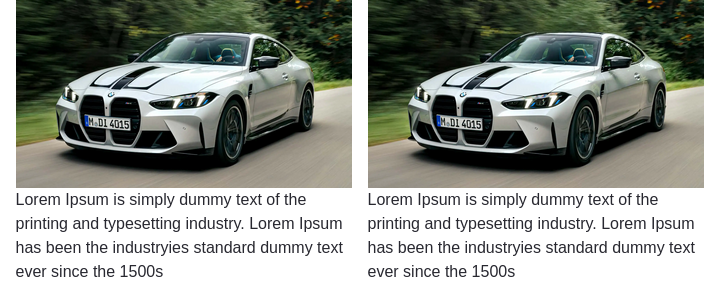 M DI 4015
M DI 4015
Lorem Ipsum is simply dummy text of the
printing and typesetting industry. Lorem Ipsum
has been the industryies standard dummy text
ever since the 1500s
Lorem Ipsum is simply dummy text of the
printing and typesetting industry. Lorem Ipsum
has been the industryies standard dummy text
ever since the 1500s